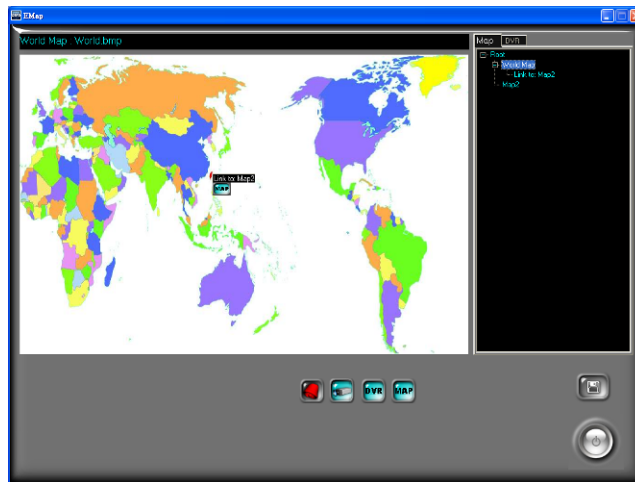 EMap
World Map : World.bmp
Map DVR
Root
World Map
Link to: Map2
Map2
Link to: Map2
MAP
DVR MAP